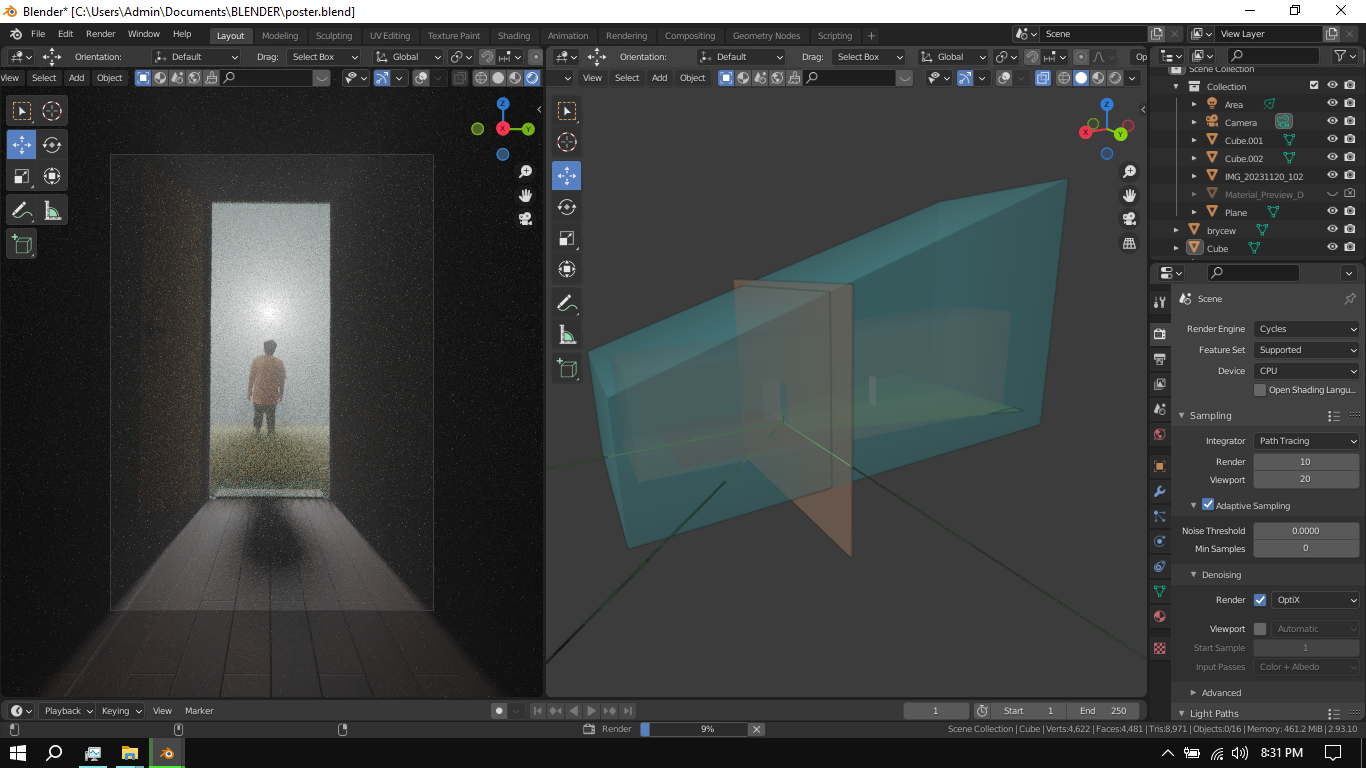 Blender* [C:\Users\Admin\Documents\BLENDER\poster.blend]
File Edit Render Window Help Layout Modeling Sculpting UV Editing Texture Paint Shading Animation Rendering Compositing Geometry Nodes Scripting + Scene View Layer
Orientation: Default Drag: Select Box Global
View Select Add Object
Orientation: Default Drag: Select Box Global Op
View Select Add Object
Z
X
Y
Z
X
Y
Scene Collection
Collection
Area
Camera
Cube.001
Cube.002
IMG_20231120_102
Material_Preview_D
Plane
brycew
Cube
Scene
Render Engine Cycles
Feature Set Supported
Device CPU
Open Shading Langu...
Sampling
Integrator Path Tracing
Render 10
Viewport 20
Adaptive Sampling
Noise Threshold 0.0000
Min Samples 0
Denoising
Render OptiX
Viewport Automatic
Start Sample 1
Input Passes Color + Albedo
Advanced
Light Paths
Playback Keying View Marker 1 Start 1 End 250
Render 9% Scene Collection | Cube | Verts:4,622 | Faces:4,481 | Tris:8,971 | Objects:0/16 | Memory: 461.2 MiB | 2.93.10
8:31 PM